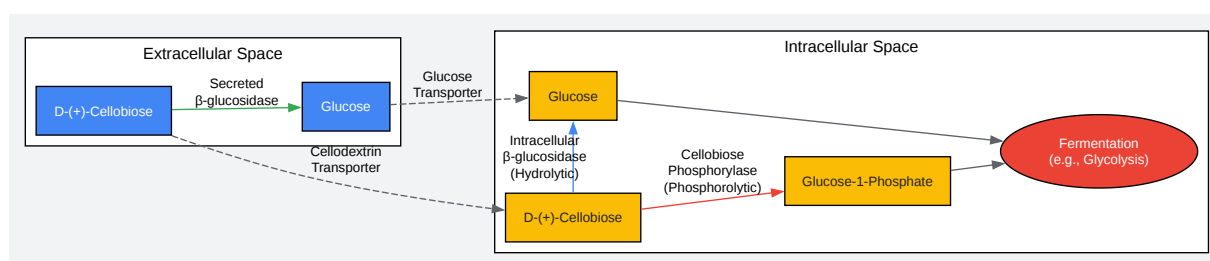 Extracellular Space
D-(+)-Cellobiose
Secreted
β-glucosidase
Glucose
Cellodextrin
Transporter
Glucose
Transporter
Intracellular Space
Glucose
Intracellular
β-glucosidase
(Hydrolytic)
D-(+)-Cellobiose
Cellobiose
Phosphorylase
(Phosphorolytic)
Glucose-1-Phosphate
Fermentation
(e.g., Glycolysis)